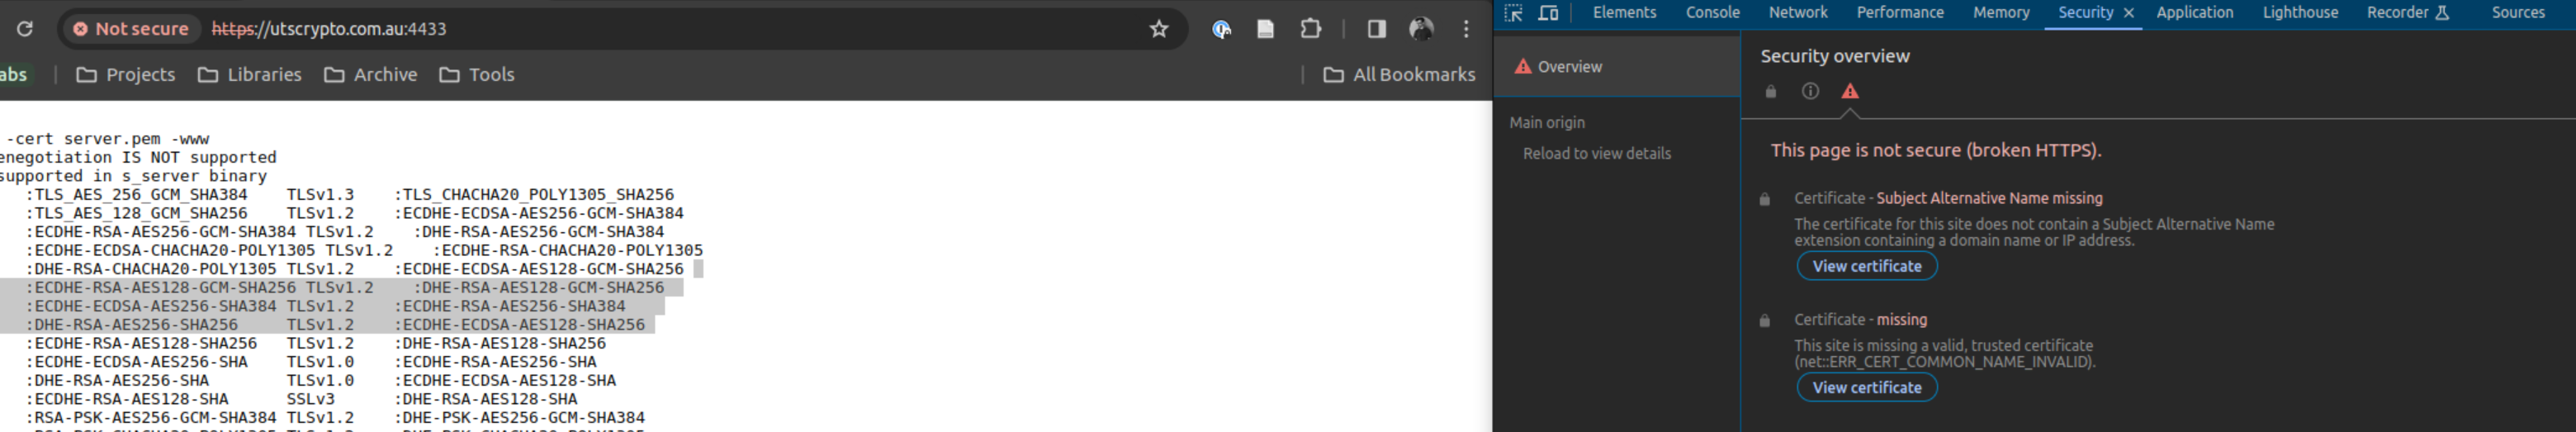 Not secure https://utscrypto.com.au:4433
abs Projects Libraries Archive Tools All Bookmarks
-cert server.pem -www
enegotiation IS NOT supported
supported in s_server binary
:TLS_AES_256_GCM_SHA384 TLSv1.3 :TLS_CHACHA20_POLY1305_SHA256
:TLS_AES_128_GCM_SHA256 TLSv1.2 :ECDHE-ECDSA-AES256-GCM-SHA384
:ECDHE-RSA-AES256-GCM-SHA384 TLSv1.2 :DHE-RSA-AES256-GCM-SHA384
:ECDHE-ECDSA-CHACHA20-POLY1305 TLSv1.2 :ECDHE-RSA-CHACHA20-POLY1305
:DHE-RSA-CHACHA20-POLY1305 TLSv1.2 :ECDHE-ECDSA-AES128-GCM-SHA256
:ECDHE-RSA-AES128-GCM-SHA256 TLSv1.2 :DHE-RSA-AES128-GCM-SHA256
:ECDHE-ECDSA-AES256-SHA384 TLSv1.2 :ECDHE-RSA-AES256-SHA384
:DHE-RSA-AES256-SHA256 TLSv1.2 :ECDHE-ECDSA-AES128-SHA256
:ECDHE-RSA-AES128-SHA256 TLSv1.2 :DHE-RSA-AES128-SHA256
:ECDHE-ECDSA-AES256-SHA TLSv1.0 :ECDHE-RSA-AES256-SHA
:DHE-RSA-AES256-SHA TLSv1.0 :ECDHE-ECDSA-AES128-SHA
:ECDHE-RSA-AES128-SHA SSLv3 :DHE-RSA-AES128-SHA
:RSA-PSK-AES256-GCM-SHA384 TLSv1.2 :DHE-PSK-AES256-GCM-SHA384
Elements Console Network Performance Memory Security Application Lighthouse Recorder Sources
Overview
Main origin
Reload to view details
Security overview
This page is not secure (broken HTTPS).
Certificate - Subject Alternative Name missing
The certificate for this site does not contain a Subject Alternative Name
extension containing a domain name or IP address.
View certificate
Certificate - missing
This site is missing a valid, trusted certificate
(net::ERR_CERT_COMMON_NAME_INVALID).
View certificate